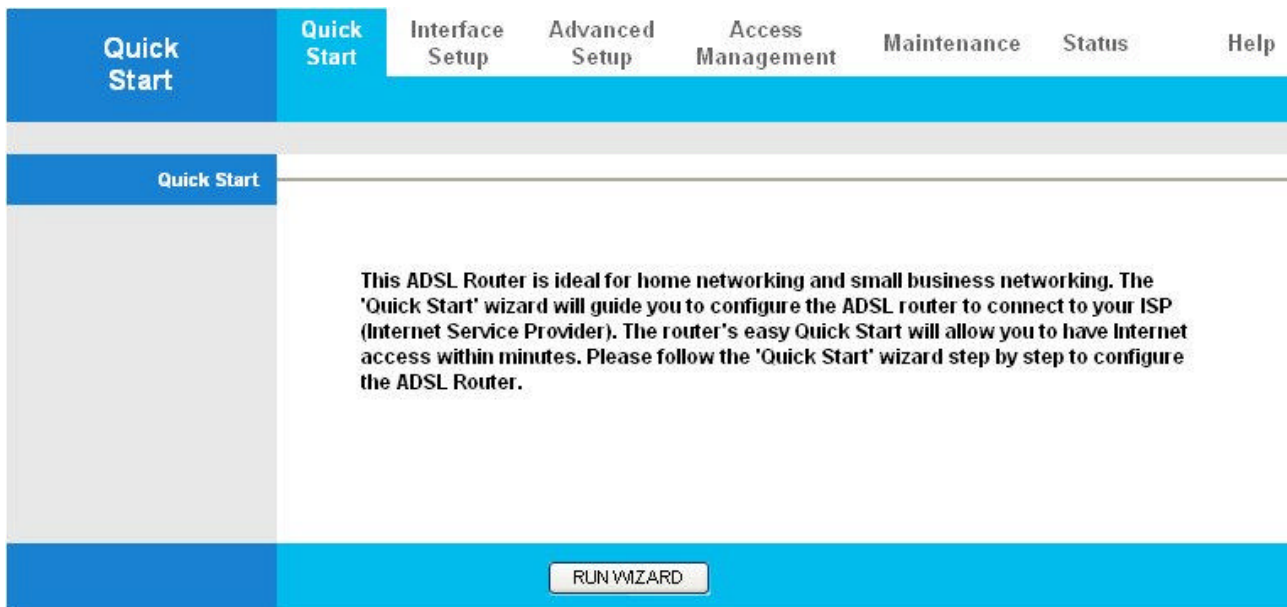 Quick
Start
Quick
Start
Interface
Setup
Advanced
Setup
Access
Management
Maintenance
Status
Help
Quick Start
This ADSL Router is ideal for home networking and small business networking. The
'Quick Start' wizard will guide you to configure the ADSL router to connect to your ISP
(Internet Service Provider). The router's easy Quick Start will allow you to have Internet
access within minutes. Please follow the 'Quick Start' wizard step by step to configure
the ADSL Router.
RUN WIZARD